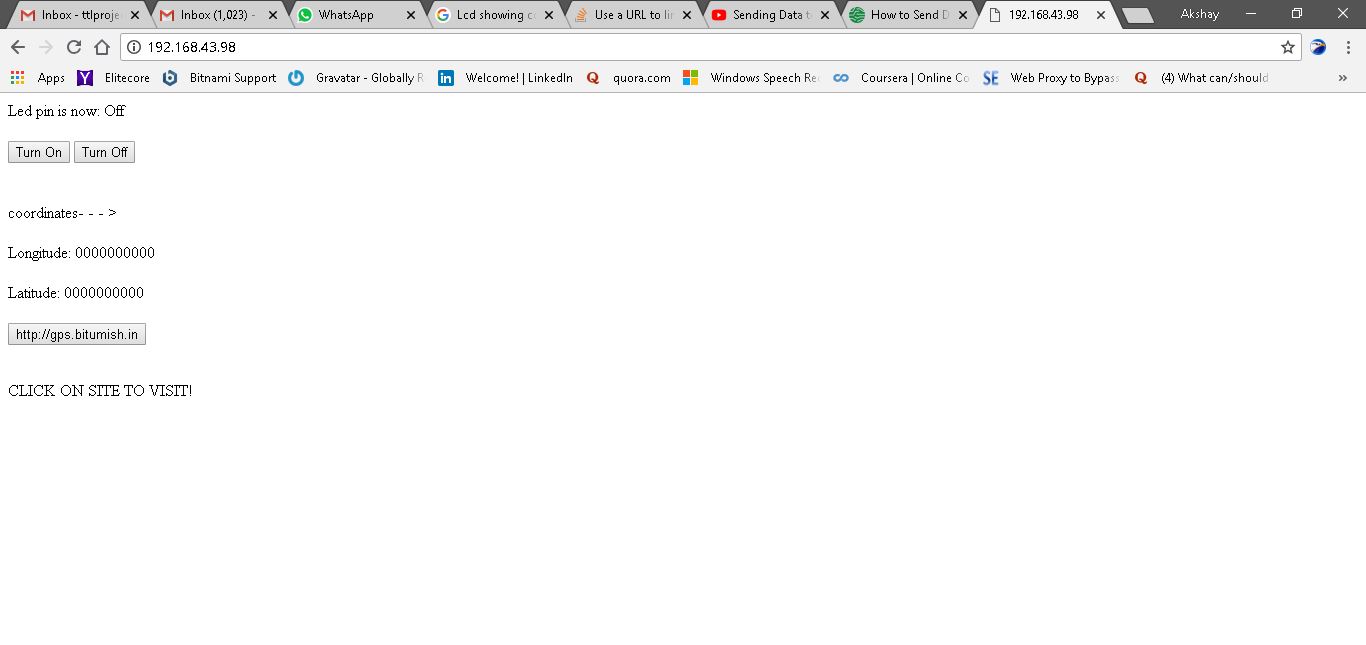 Inbox - ttlproje Inbox (1,023) - WhatsApp Lcd showing c Use a URL to li Sending Data t How to Send D 192.168.43.98 Akshay
192.168.43.98
Apps Elitecore Bitnami Support Gravatar - Globally R Welcome! | LinkedIn quora.com Windows Speech Re Coursera | Online Co Web Proxy to Bypass (4) What can/should »
Led pin is now: Off
Turn On Turn Off
coordinates- - - >
Longitude: 0000000000
Latitude: 0000000000
http://gps.bitumish.in
CLICK ON SITE TO VISIT!